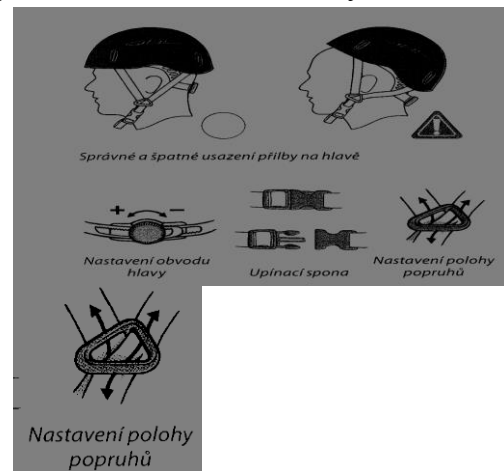 Správné a špatné usazení přilby na hlavě
+ −
Nastavení obvodu
hlavy
Upínací spona
Nastavení polohy
popruhů
Nastavení polohy
popruhů